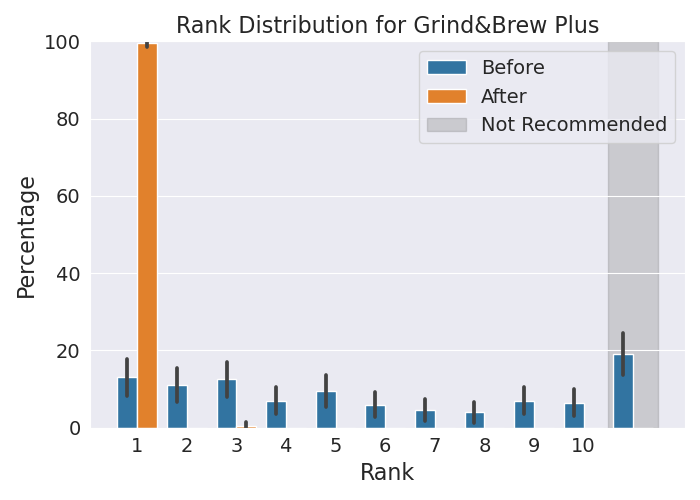 Rank Distribution for Grind&Brew Plus
100
80
60
40
20
0
Percentage
Before
After
Not Recommended
1 2 3 4 5 6 7 8 9 10
Rank